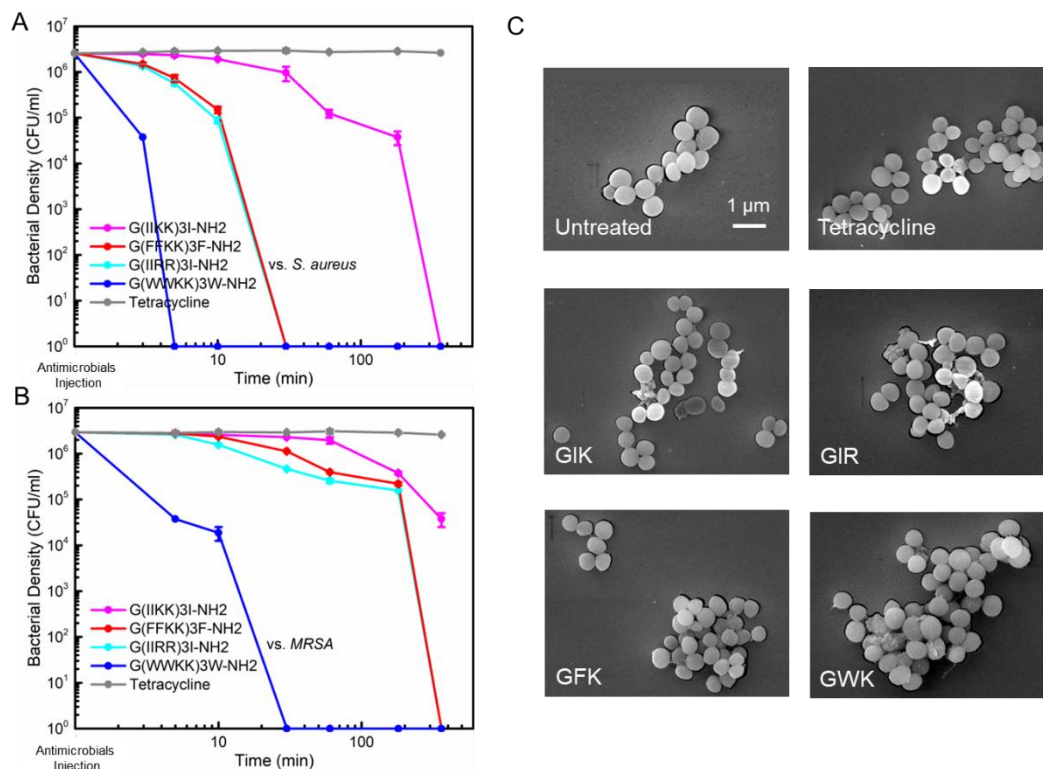 A
Bacterial Density (CFU/ml)
10^7
10^6
10^5
10^4
10^3
10^2
10^1
10^0
G(IIKK)3I-NH2
G(FFKK)3F-NH2
G(IIRR)3I-NH2
G(WWKK)3W-NH2
Tetracycline
vs. S. aureus
Antimicrobials
Injection
10
100
Time (min)
B
Bacterial Density (CFU/ml)
10^7
10^6
10^5
10^4
10^3
10^2
10^1
10^0
G(IIKK)3I-NH2
G(FFKK)3F-NH2
G(IIRR)3I-NH2
G(WWKK)3W-NH2
Tetracycline
vs. MRSA
Antimicrobials
Injection
10
100
Time (min)
C
Untreated
1 μm
Tetracycline
GIK
GIR
GFK
GWK